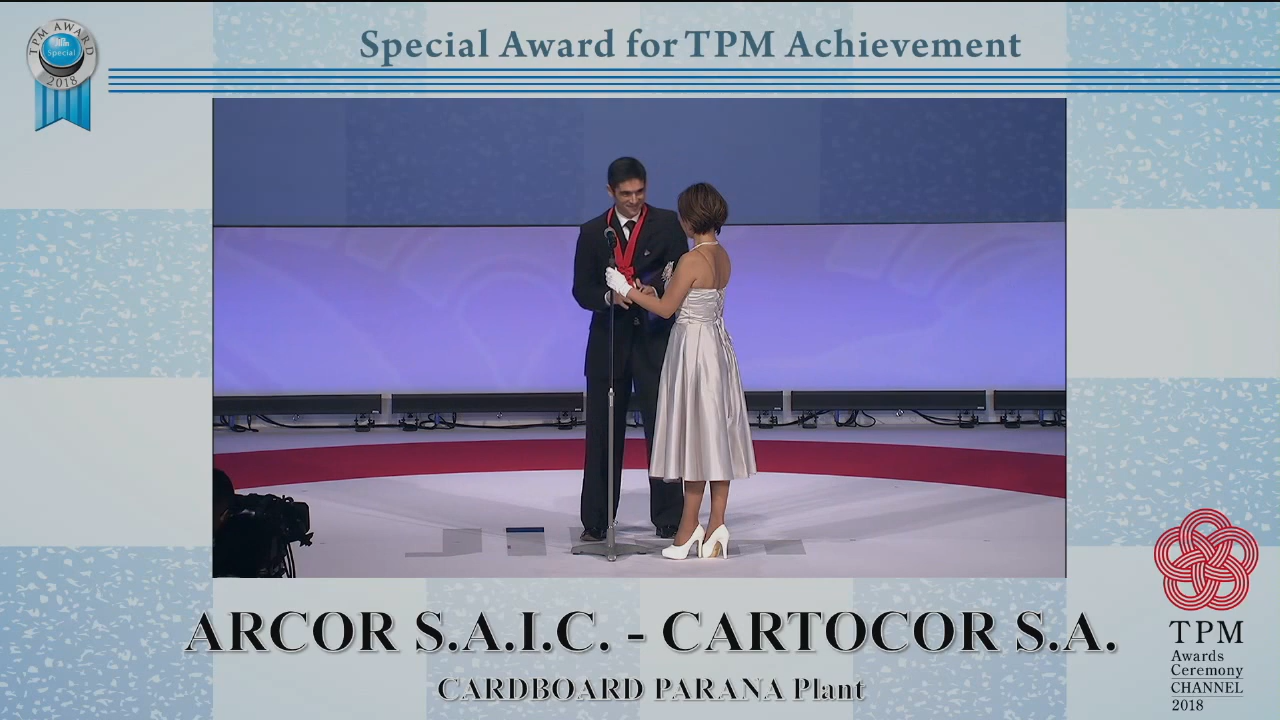 TPM AWARD
Special
2018
Special Award for TPM Achievement
ARCOR S.A.I.C. - CARTOCOR S.A.
CARDBOARD PARANA Plant
TPM
Awards
Ceremony
CHANNEL
2018